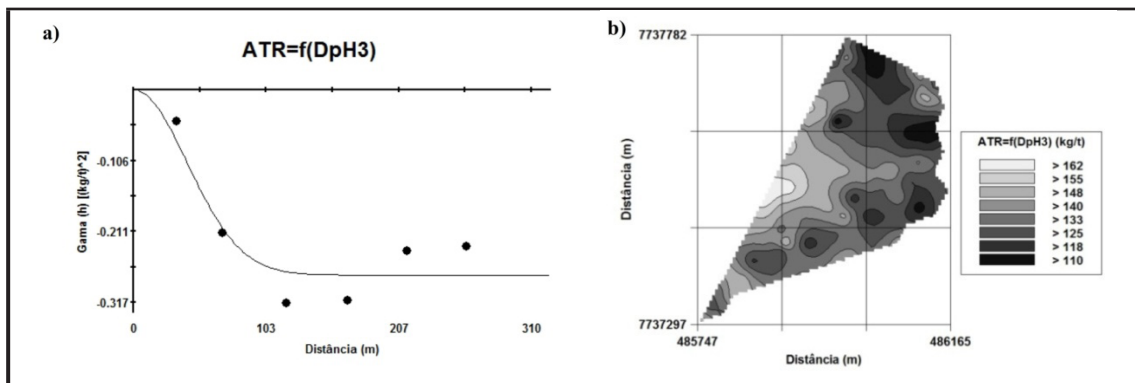 a)
ATR=f(DpH3)
Gama (h) [(kg/t)^2]
-0.106
-0.211
-0.317
0 103 207 310
Distância (m)
b)
7737782
Distância (m)
7737297
485747 486165
Distância (m)
ATR=f(DpH3) (kg/t)
> 162
> 155
> 148
> 140
> 133
> 125
> 118
> 110